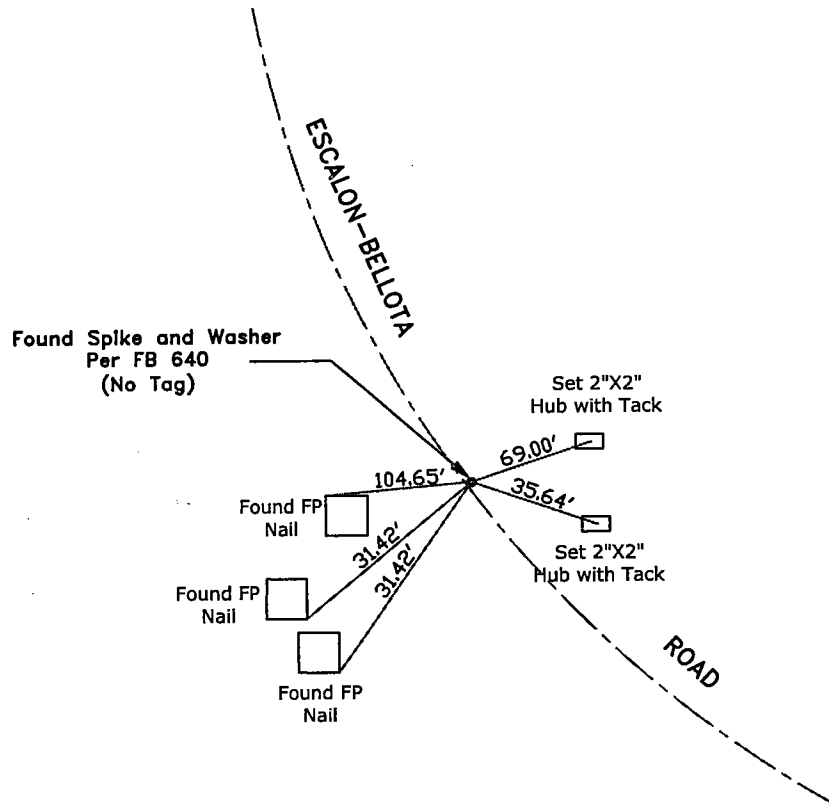 ESCALON-BELLOTA
Found Spike and Washer
Per FB 640
(No Tag)
Set 2"X2"
Hub with Tack
69.00'
104.65'
35.64'
Found FP
Nail
31.42'
31.42'
Set 2"X2"
Hub with Tack
Found FP
Nail
ROAD
Found FP
Nail